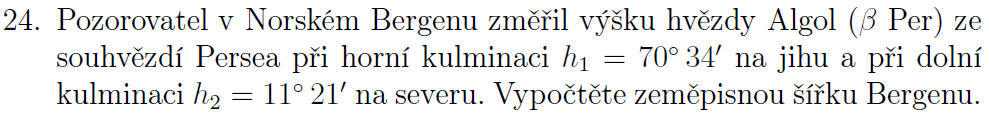 24. Pozorovatel v Norském Bergenu změřil výšku hvězdy Algol (β Per) ze
souhvězdí Persea při horní kulminaci h₁ = 70° 34′ na jihu a při dolní
kulminaci h₂ = 11° 21′ na severu. Vypočtěte zeměpisnou šířku Bergenu.